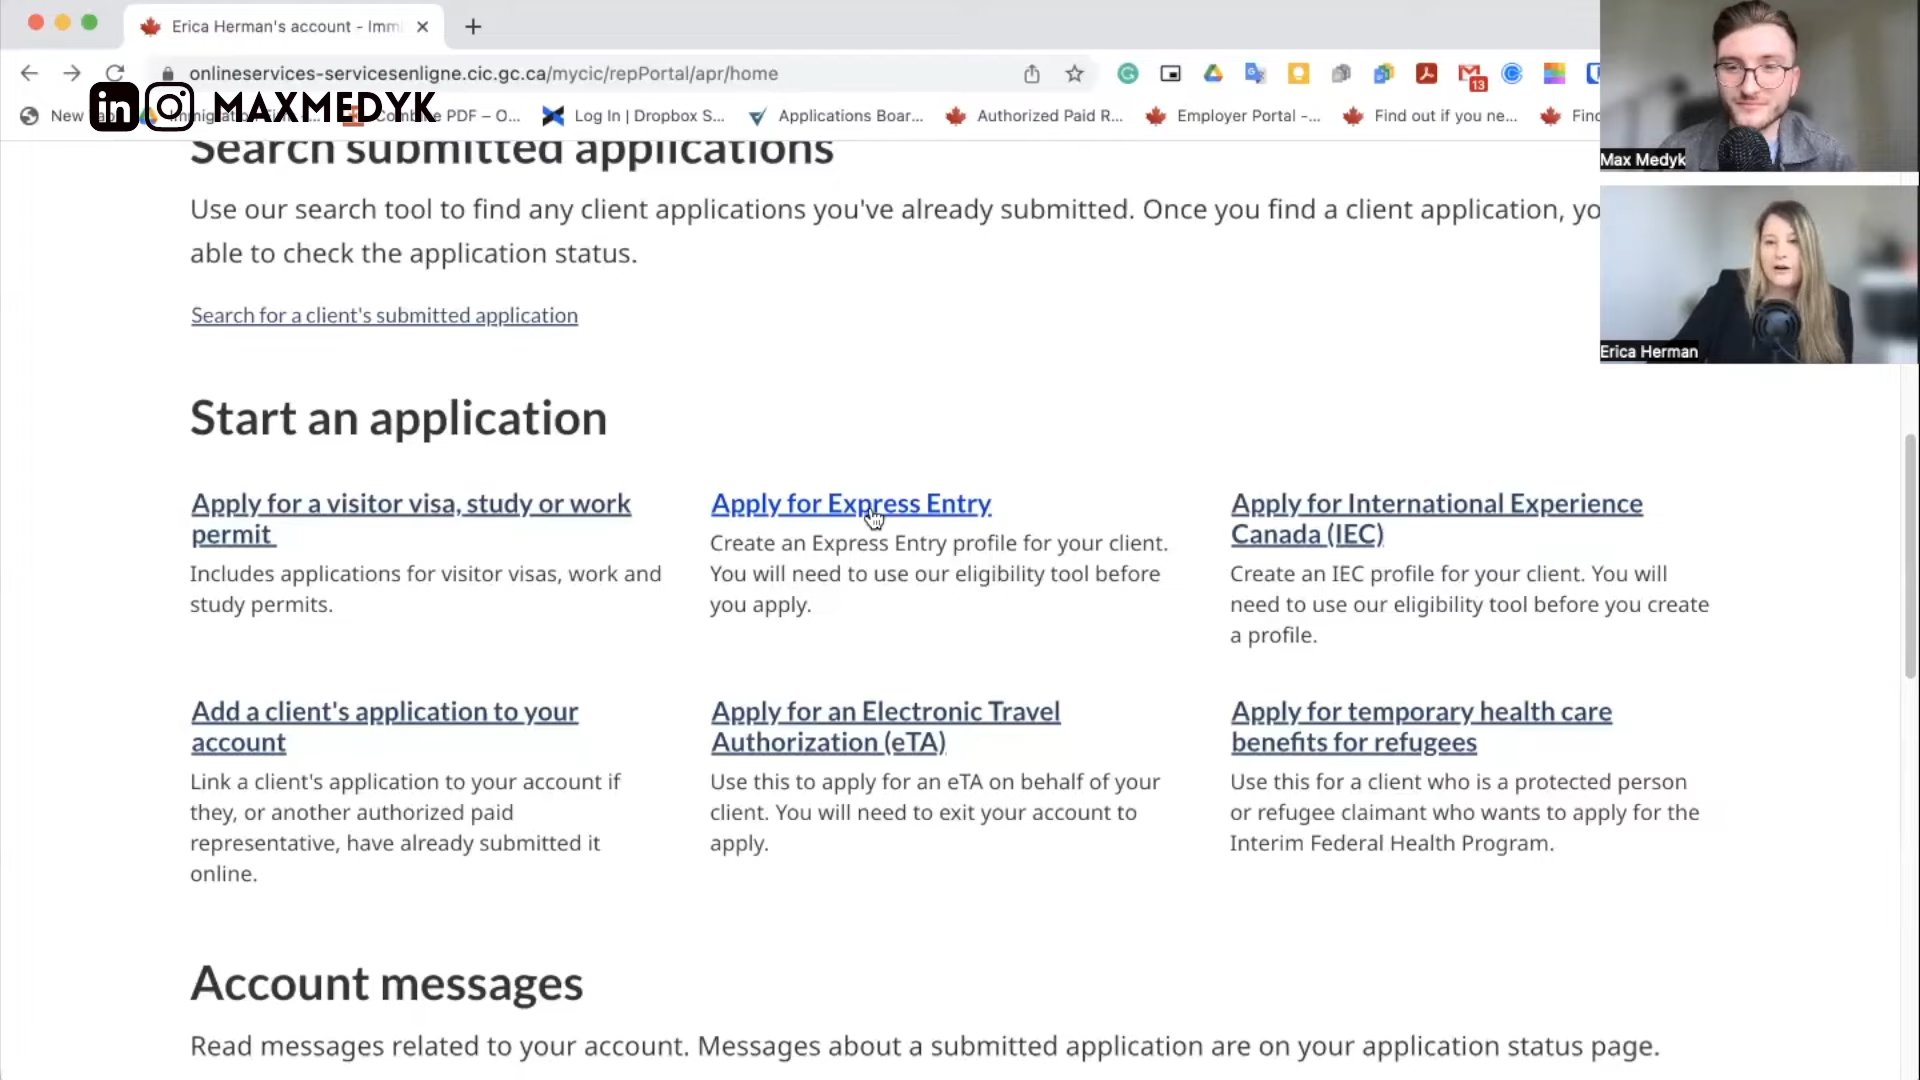 Erica Herman's account - Immi
onlineservices-servicesenligne.cic.gc.ca/mycic/repPortal/apr/home
13
in MAXMEDYK
New
PDF – O...
Log In | Dropbox S...
Applications Boar...
Authorized Paid R...
Employer Portal -...
Find out if you ne...
Max Medyk
Erica Herman
Search submitted applications
Use our search tool to find any client applications you've already submitted. Once you find a client application, yo
able to check the application status.
Search for a client's submitted application
Start an application
Apply for a visitor visa, study or work
permit
Includes applications for visitor visas, work and
study permits.
Apply for Express Entry
Create an Express Entry profile for your client.
You will need to use our eligibility tool before
you apply.
Apply for International Experience
Canada (IEC)
Create an IEC profile for your client. You will
need to use our eligibility tool before you create
a profile.
Add a client's application to your
account
Link a client's application to your account if
they, or another authorized paid
representative, have already submitted it
online.
Apply for an Electronic Travel
Authorization (eTA)
Use this to apply for an eTA on behalf of your
client. You will need to exit your account to
apply.
Apply for temporary health care
benefits for refugees
Use this for a client who is a protected person
or refugee claimant who wants to apply for the
Interim Federal Health Program.
Account messages
Read messages related to your account. Messages about a submitted application are on your application status page.